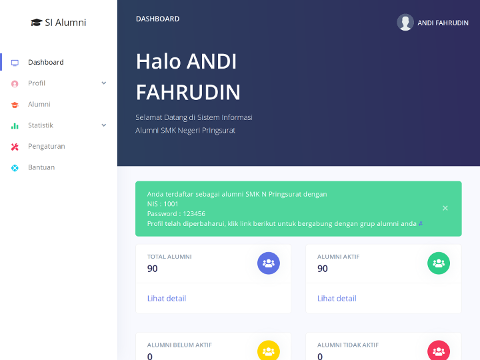 SI Alumni
DASHBOARD
ANDI FAHRUDIN
Dashboard
Profil
Alumni
Statistik
Pengaturan
Bantuan
Halo ANDI
FAHRUDIN
Selamat Datang di Sistem Informasi
Alumni SMK Negeri Pringsurat
Anda terdaftar sebagai alumni SMK N Pringsurat dengan
NIS : 1001
Password : 123456
Profil telah diperbaharui, klik link berikut untuk bergabung dengan grup alumni anda
TOTAL ALUMNI
90
Lihat detail
ALUMNI AKTIF
90
Lihat detail
ALUMNI BELUM AKTIF
0
ALUMNI TIDAK AKTIF
0